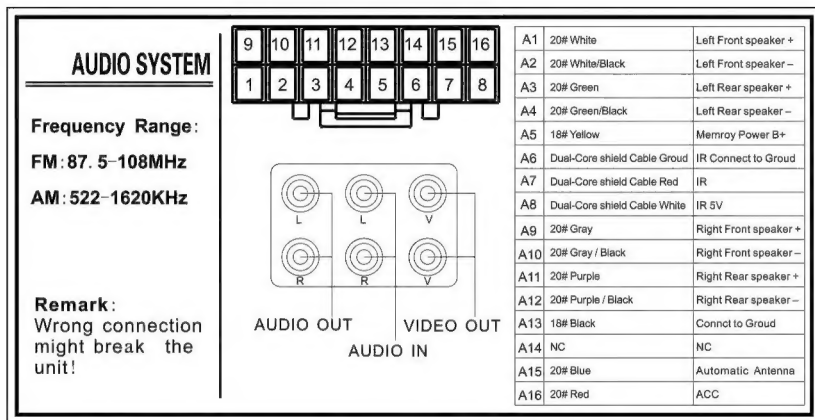 AUDIO SYSTEM
Frequency Range:
FM:87. 5-108MHz
AM:522-1620KHz
Remark:
Wrong connection
might break the
unit!
9 10 11 12 13 14 15 16
1 2 3 4 5 6 7 8
L L V
R R V
AUDIO OUT VIDEO OUT
AUDIO IN
A1 20# White Left Front speaker +
A2 20# White/Black Left Front speaker –
A3 20# Green Left Rear speaker +
A4 20# Green/Black Left Rear speaker –
A5 18# Yellow Memroy Power B+
A6 Dual-Core shield Cable Groud IR Connect to Groud
A7 Dual-Core shield Cable Red IR
A8 Dual-Core shield Cable White IR 5V
A9 20# Gray Right Front speaker +
A10 20# Gray / Black Right Front speaker –
A11 20# Purple Right Rear speaker +
A12 20# Purple / Black Right Rear speaker –
A13 18# Black Connct to Groud
A14 NC NC
A15 20# Blue Automatic Antenna
A16 20# Red ACC